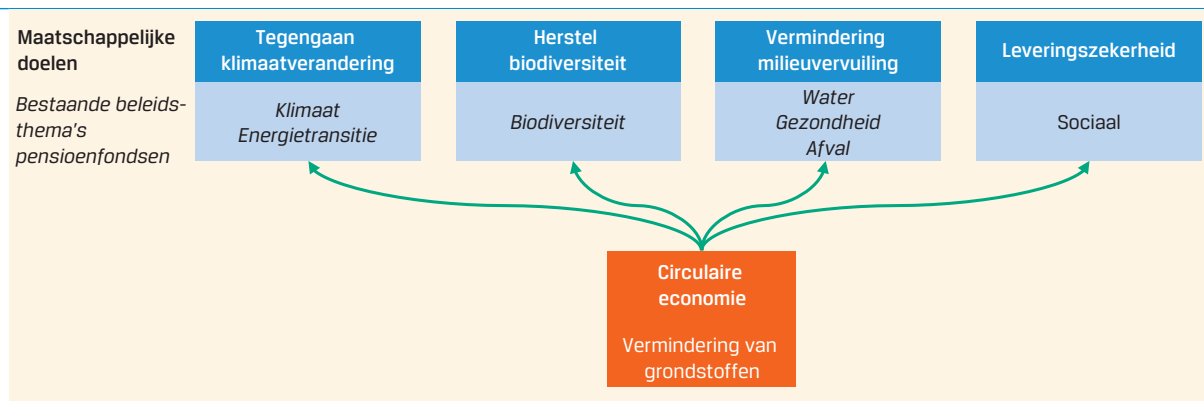 Maatschappelijke
doelen
Bestaande beleids-
thema's
pensioenfondsen
Tegengaan
klimaatverandering
Klimaat
Energietransitie
Herstel
biodiversiteit
Biodiversiteit
Vermindering
milieuvervuiling
Water
Gezondheid
Afval
Leveringszekerheid
Sociaal
Circulaire
economie
Vermindering van
grondstoffen